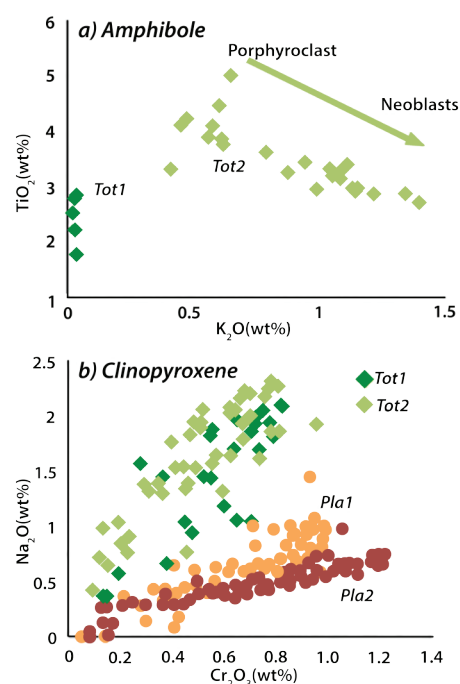 a) Amphibole
Porphyroclast
Neoblasts
Tot1
Tot2
TiO₂(wt%)
6
5
4
3
2
1
0 0.5 1 1.5
K₂O(wt%)
b) Clinopyroxene
Tot1
Tot2
Pla1
Pla2
Na₂O(wt%)
2.5
2
1.5
1
0.5
0
0 0.2 0.4 0.6 0.8 1.0 1.2 1.4
Cr₂O₃(wt%)